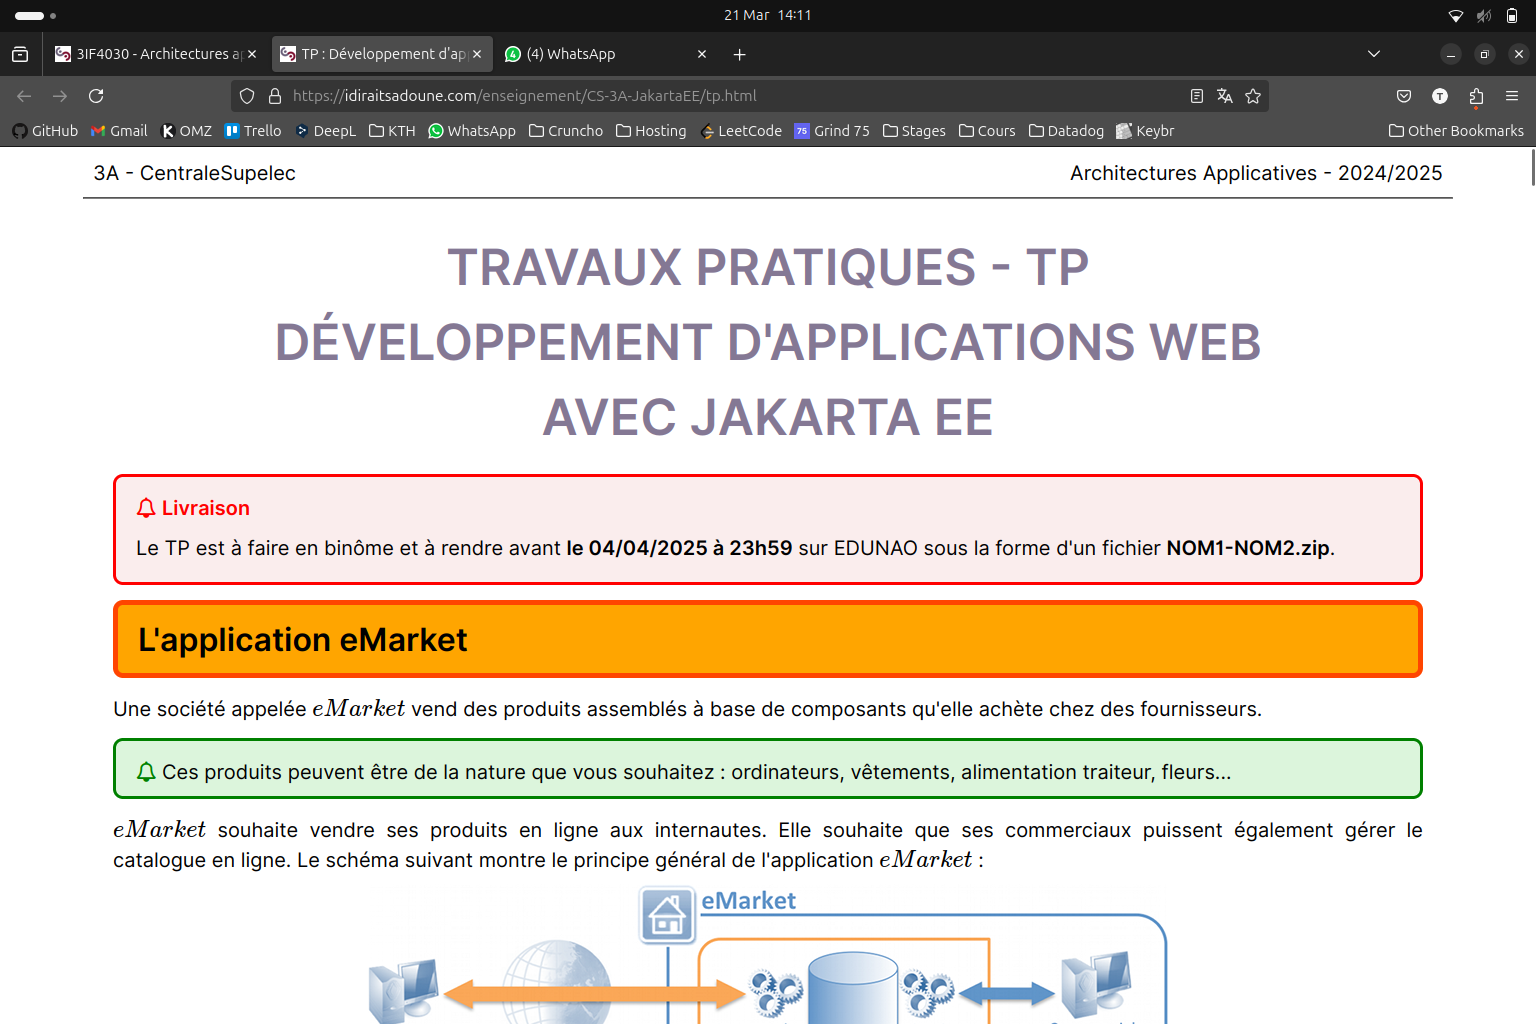 21 Mar 14:11
3IF4030 - Architectures a
TP : Développement d'ap
(4) WhatsApp
https://idiraitsadoune.com/enseignement/CS-3A-JakartaEE/tp.html
T
GitHub Gmail OMZ Trello DeepL KTH WhatsApp Cruncho Hosting LeetCode 75 Grind 75 Stages Cours Datadog Keybr Other Bookmarks
3A - CentraleSupelec
Architectures Applicatives - 2024/2025
TRAVAUX PRATIQUES - TP
DÉVELOPPEMENT D'APPLICATIONS WEB
AVEC JAKARTA EE
Livraison
Le TP est à faire en binôme et à rendre avant le 04/04/2025 à 23h59 sur EDUNAO sous la forme d'un fichier NOM1-NOM2.zip.
L'application eMarket
Une société appelée eMarket vend des produits assemblés à base de composants qu'elle achète chez des fournisseurs.
Ces produits peuvent être de la nature que vous souhaitez : ordinateurs, vêtements, alimentation traiteur, fleurs...
eMarket souhaite vendre ses produits en ligne aux internautes. Elle souhaite que ses commerciaux puissent également gérer le
catalogue en ligne. Le schéma suivant montre le principe général de l'application eMarket :
eMarket